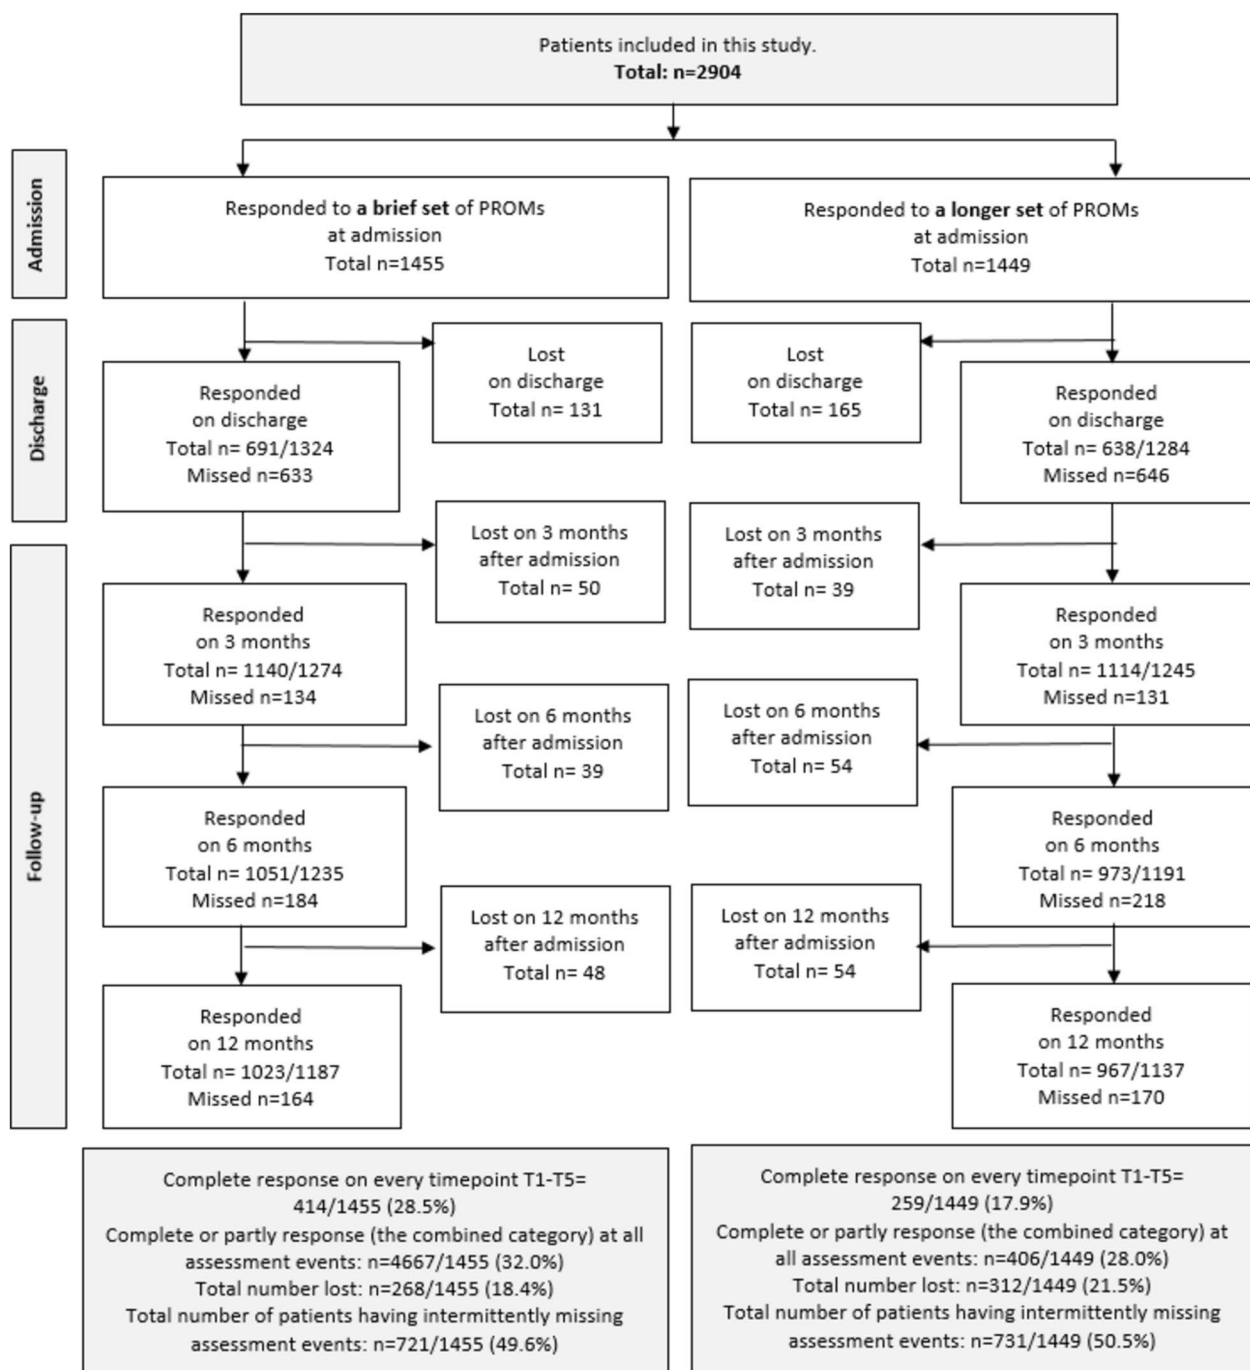 Patients included in this study.
Total: n=2904
Admission
Responded to a brief set of PROMs
at admission
Total n=1455
Responded to a longer set of PROMs
at admission
Total n=1449
Discharge
Lost
on discharge
Total n= 131
Lost
on discharge
Total n= 165
Responded
on discharge
Total n= 691/1324
Missed n=633
Responded
on discharge
Total n= 638/1284
Missed n=646
Follow-up
Lost on 3 months
after admission
Total n= 50
Lost on 3 months
after admission
Total n= 39
Responded
on 3 months
Total n= 1140/1274
Missed n=134
Responded
on 3 months
Total n= 1114/1245
Missed n=131
Lost on 6 months
after admission
Total n= 39
Lost on 6 months
after admission
Total n= 54
Responded
on 6 months
Total n= 1051/1235
Missed n=184
Responded
on 6 months
Total n= 973/1191
Missed n=218
Lost on 12 months
after admission
Total n= 48
Lost on 12 months
after admission
Total n= 54
Responded
on 12 months
Total n= 1023/1187
Missed n=164
Responded
on 12 months
Total n= 967/1137
Missed n=170
Complete response on every timepoint T1-T5=
414/1455 (28.5%)
Complete or partly response (the combined category) at all
assessment events: n=4667/1455 (32.0%)
Total number lost: n=268/1455 (18.4%)
Total number of patients having intermittently missing
assessment events: n=721/1455 (49.6%)
Complete response on every timepoint T1-T5=
259/1449 (17.9%)
Complete or partly response (the combined category) at
all assessment events: n=406/1449 (28.0%)
Total number lost: n=312/1449 (21.5%)
Total number of patients having intermittently missing
assessment events: n=731/1449 (50.5%)